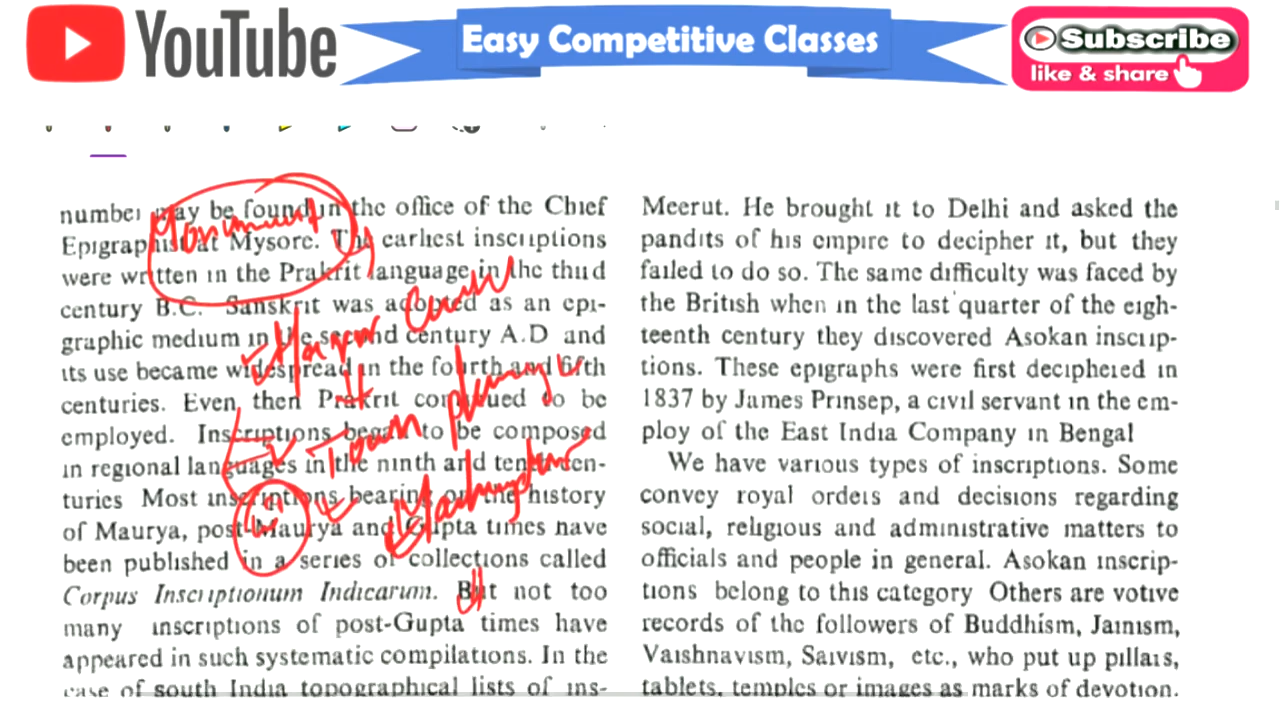 YouTube
Easy Competitive Classes
Subscribe
like & share
number may be found in the office of the Chief
Epigraphist at Mysore. The earliest inscriptions
were written in the Prakrit language in the third
century B.C. Sanskrit was adopted as an epi-
graphic medium in the second century A.D and
its use became widespread in the fourth and fifth
centuries. Even then Prakrit continued to be
employed. Inscriptions began to be composed
in regional languages in the ninth and tenth cen-
turies Most inscriptions bearing on the history
of Maurya, post-Maurya and Gupta times have
been published in a series of collections called
Corpus Inscriptionum Indicarum. But not too
many inscriptions of post-Gupta times have
appeared in such systematic compilations. In the
case of south India topographical lists of ins-
Meerut. He brought it to Delhi and asked the
pandits of his empire to decipher it, but they
failed to do so. The same difficulty was faced by
the British when in the last quarter of the eigh-
teenth century they discovered Asokan inscrip-
tions. These epigraphs were first deciphered in
1837 by James Prinsep, a civil servant in the em-
ploy of the East India Company in Bengal
We have various types of inscriptions. Some
convey royal orders and decisions regarding
social, religious and administrative matters to
officials and people in general. Asokan inscrip-
tions belong to this category Others are votive
records of the followers of Buddhism, Jainism,
Vaishnavism, Saivism, etc., who put up pillars,
tablets, temples or images as marks of devotion.
Town planning